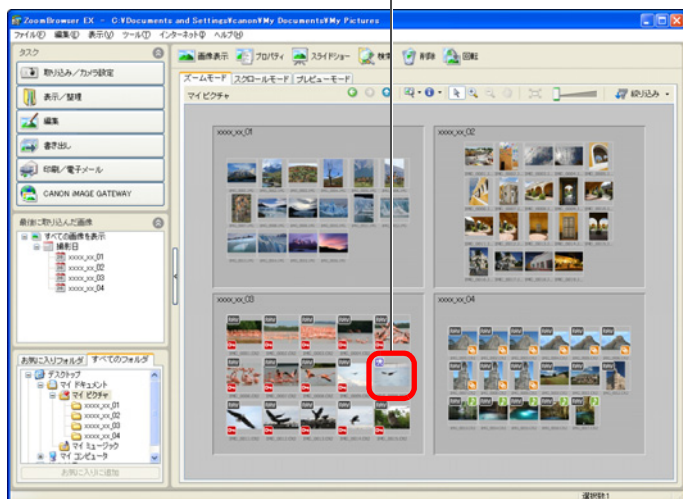 ZoomBrowser EX - C:¥Documents and Settings¥canon¥My Documents¥My Pictures
ファイル(F) 編集(E) 表示(V) ツール(T) インターネット(I) ヘルプ(H)
タスク
画像表示 プロパティ スライドショー 検索 削除 回転
取り込み/カメラ設定
表示/整理
編集
書き出し
印刷/電子メール
CANON iMAGE GATEWAY
ズームモード スクロールモード プレビューモード
マイ ピクチャ
絞り込み
xxxx_xx_01
xxxx_xx_02
xxxx_xx_03
xxxx_xx_04
最後に取り込んだ画像
すべての画像を表示
撮影日
xxxx_xx_01
xxxx_xx_02
xxxx_xx_03
xxxx_xx_04
お気に入りフォルダ すべてのフォルダ
デスクトップ
マイ ドキュメント
マイ ピクチャ
xxxx_xx_01
xxxx_xx_02
xxxx_xx_03
xxxx_xx_04
マイ ミュージック
マイ コンピュータ
お気に入りに追加
選択数1